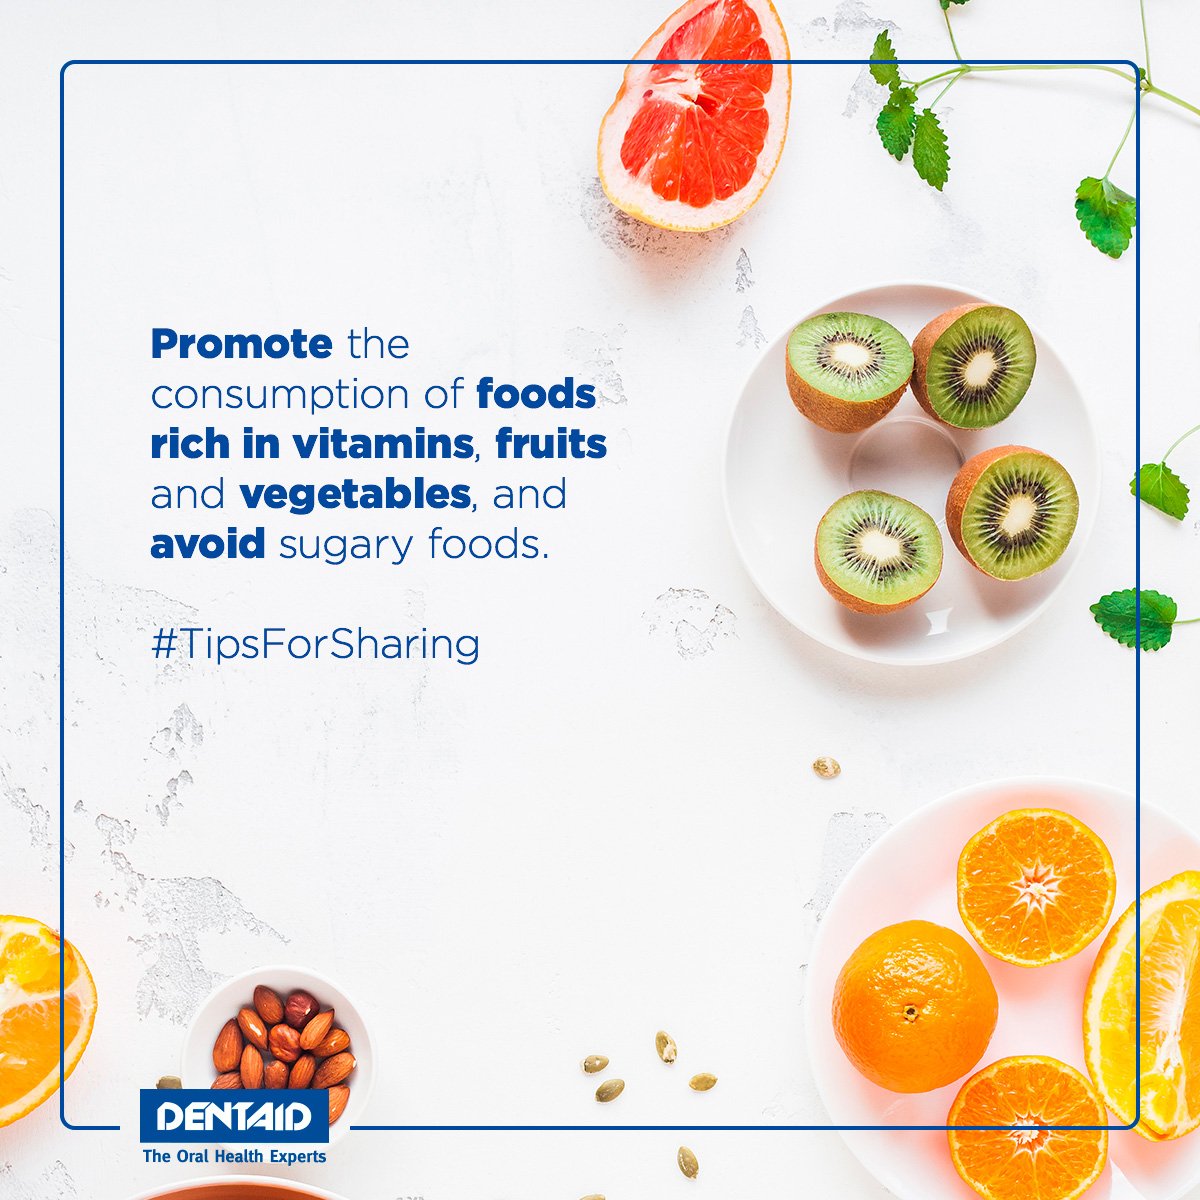 Promote the
consumption of foods
rich in vitamins, fruits
and vegetables, and
avoid sugary foods.
#TipsForSharing
DENTAID
The Oral Health Experts